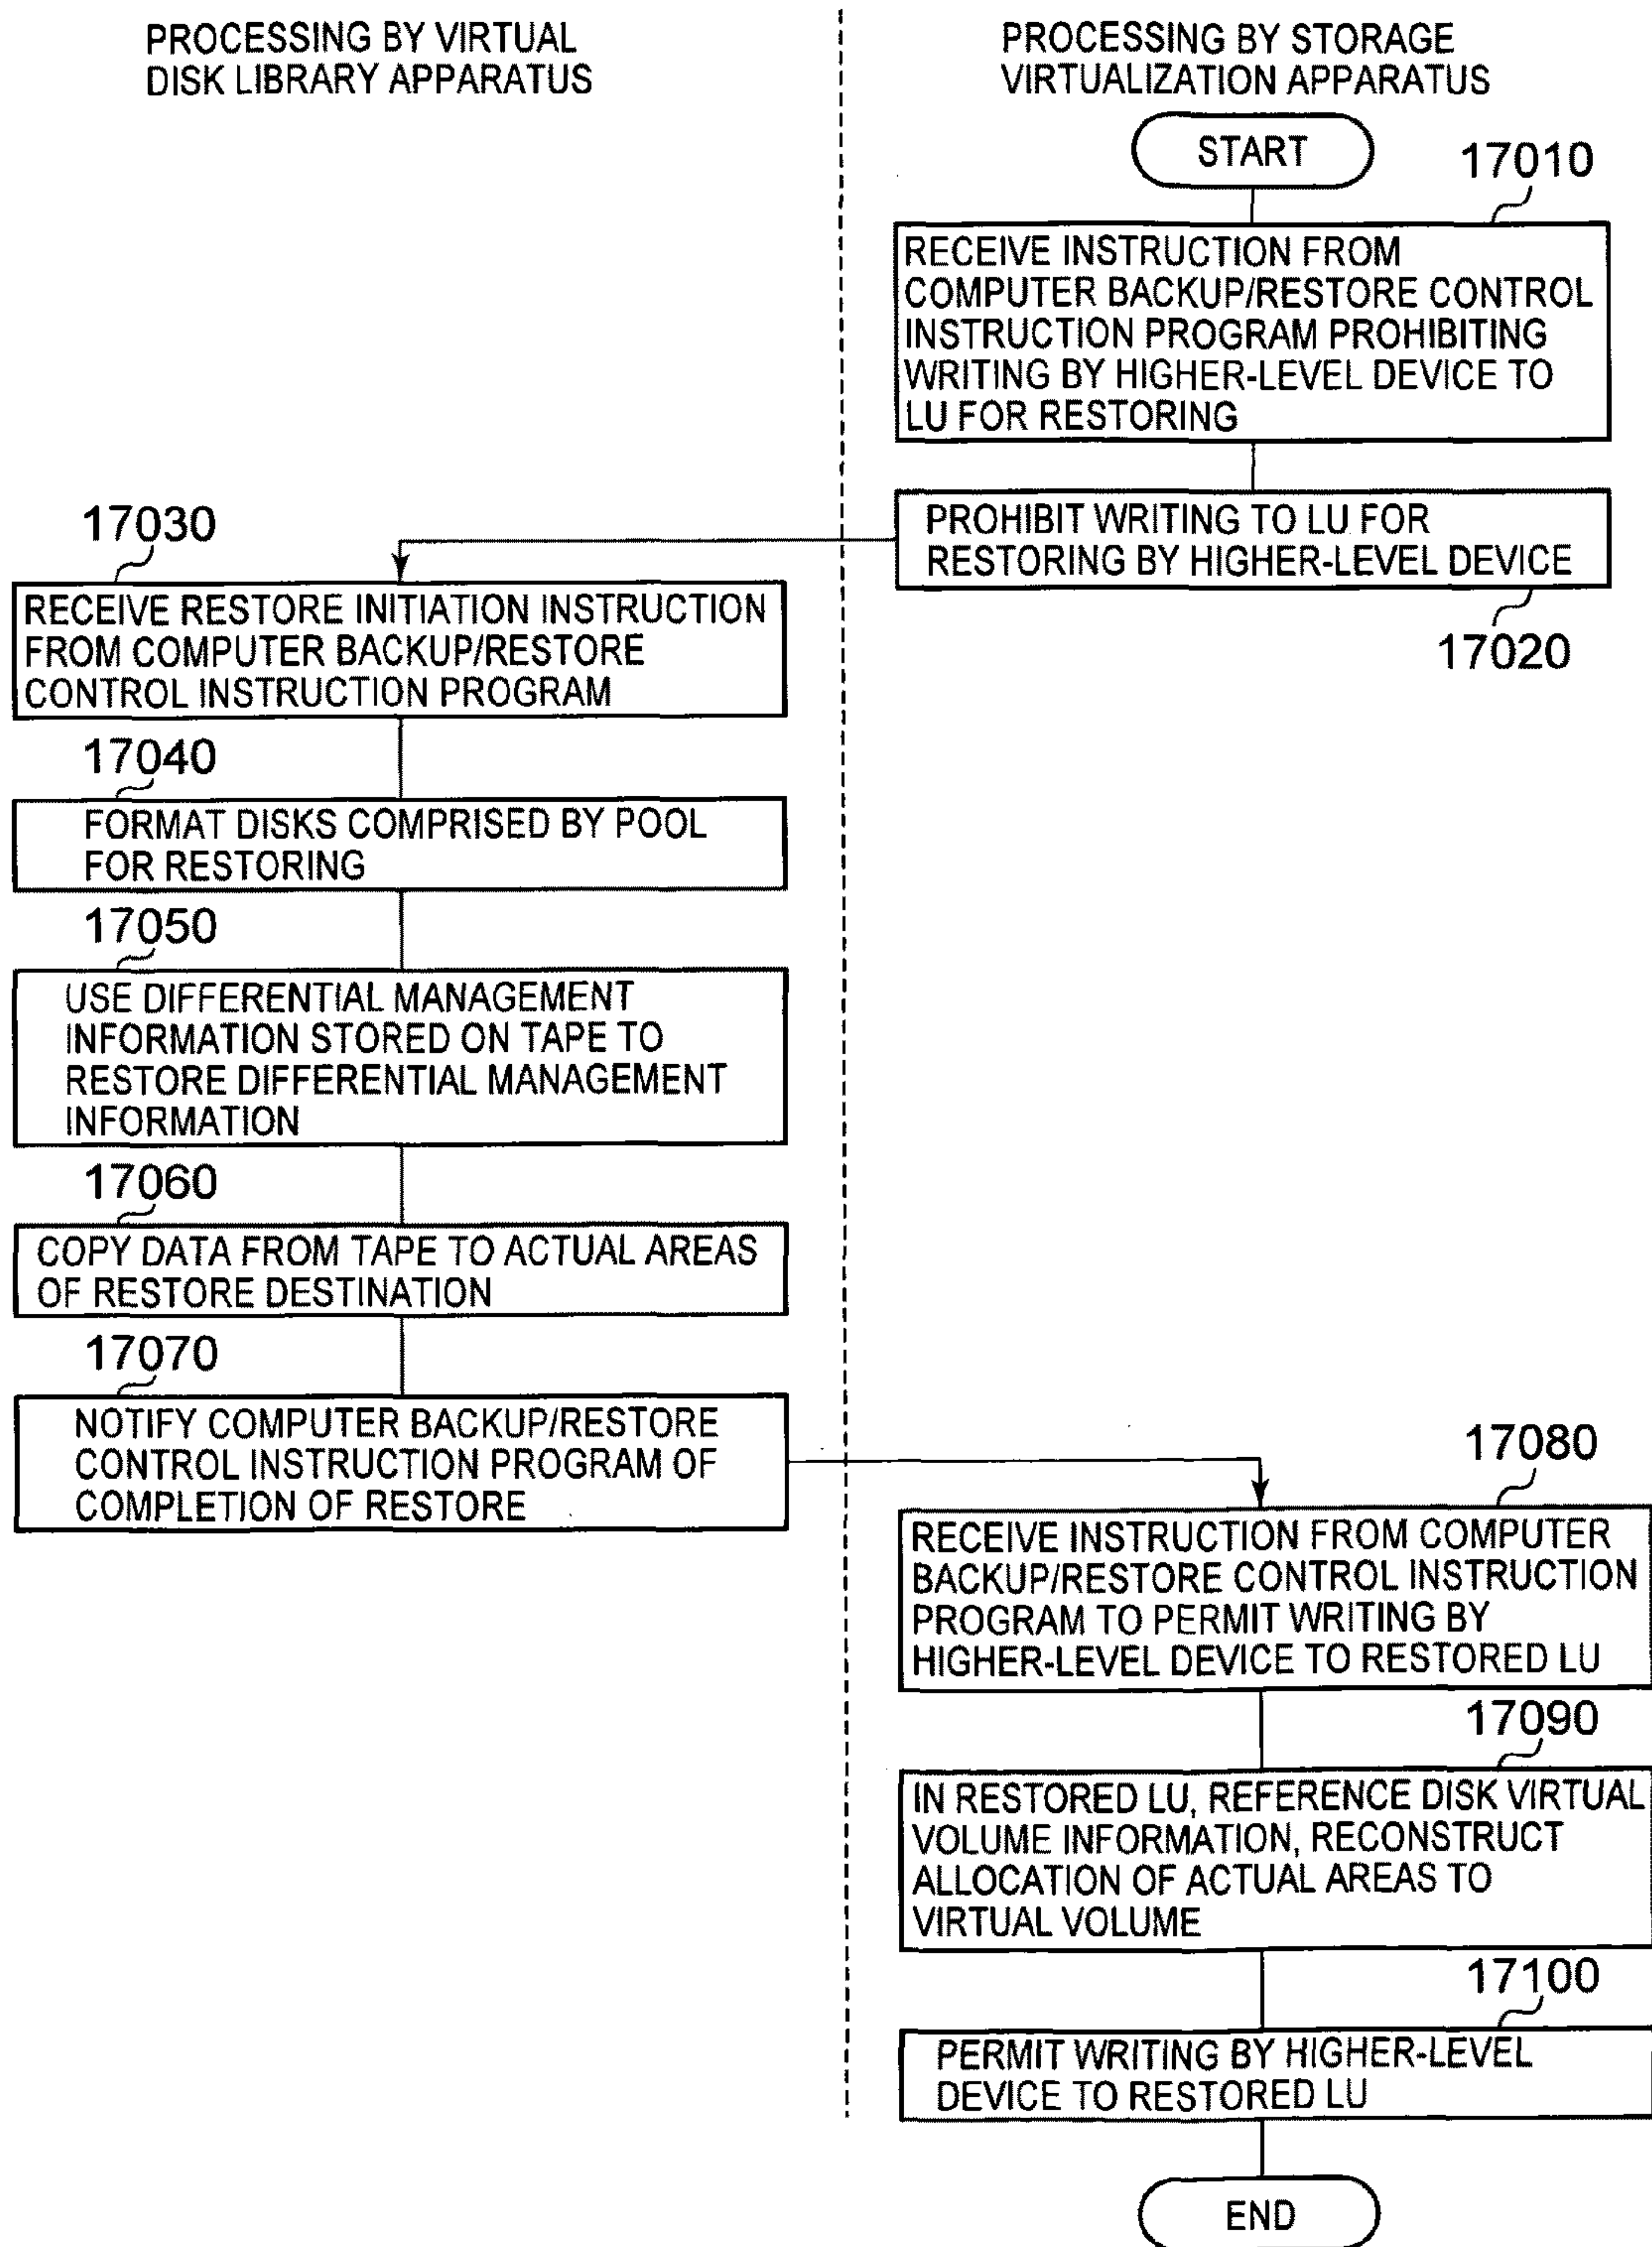 PROCESSING BY VIRTUAL
DISK LIBRARY APPARATUS
PROCESSING BY STORAGE
VIRTUALIZATION APPARATUS
START
17010
RECEIVE INSTRUCTION FROM
COMPUTER BACKUP/RESTORE CONTROL
INSTRUCTION PROGRAM PROHIBITING
WRITING BY HIGHER-LEVEL DEVICE TO
LU FOR RESTORING
PROHIBIT WRITING TO LU FOR
RESTORING BY HIGHER-LEVEL DEVICE
17020
17030
RECEIVE RESTORE INITIATION INSTRUCTION
FROM COMPUTER BACKUP/RESTORE
CONTROL INSTRUCTION PROGRAM
17040
FORMAT DISKS COMPRISED BY POOL
FOR RESTORING
17050
USE DIFFERENTIAL MANAGEMENT
INFORMATION STORED ON TAPE TO
RESTORE DIFFERENTIAL MANAGEMENT
INFORMATION
17060
COPY DATA FROM TAPE TO ACTUAL AREAS
OF RESTORE DESTINATION
17070
NOTIFY COMPUTER BACKUP/RESTORE
CONTROL INSTRUCTION PROGRAM OF
COMPLETION OF RESTORE
17080
RECEIVE INSTRUCTION FROM COMPUTER
BACKUP/RESTORE CONTROL INSTRUCTION
PROGRAM TO PERMIT WRITING BY
HIGHER-LEVEL DEVICE TO RESTORED LU
17090
IN RESTORED LU, REFERENCE DISK VIRTUAL
VOLUME INFORMATION, RECONSTRUCT
ALLOCATION OF ACTUAL AREAS TO
VIRTUAL VOLUME
17100
PERMIT WRITING BY HIGHER-LEVEL
DEVICE TO RESTORED LU
END